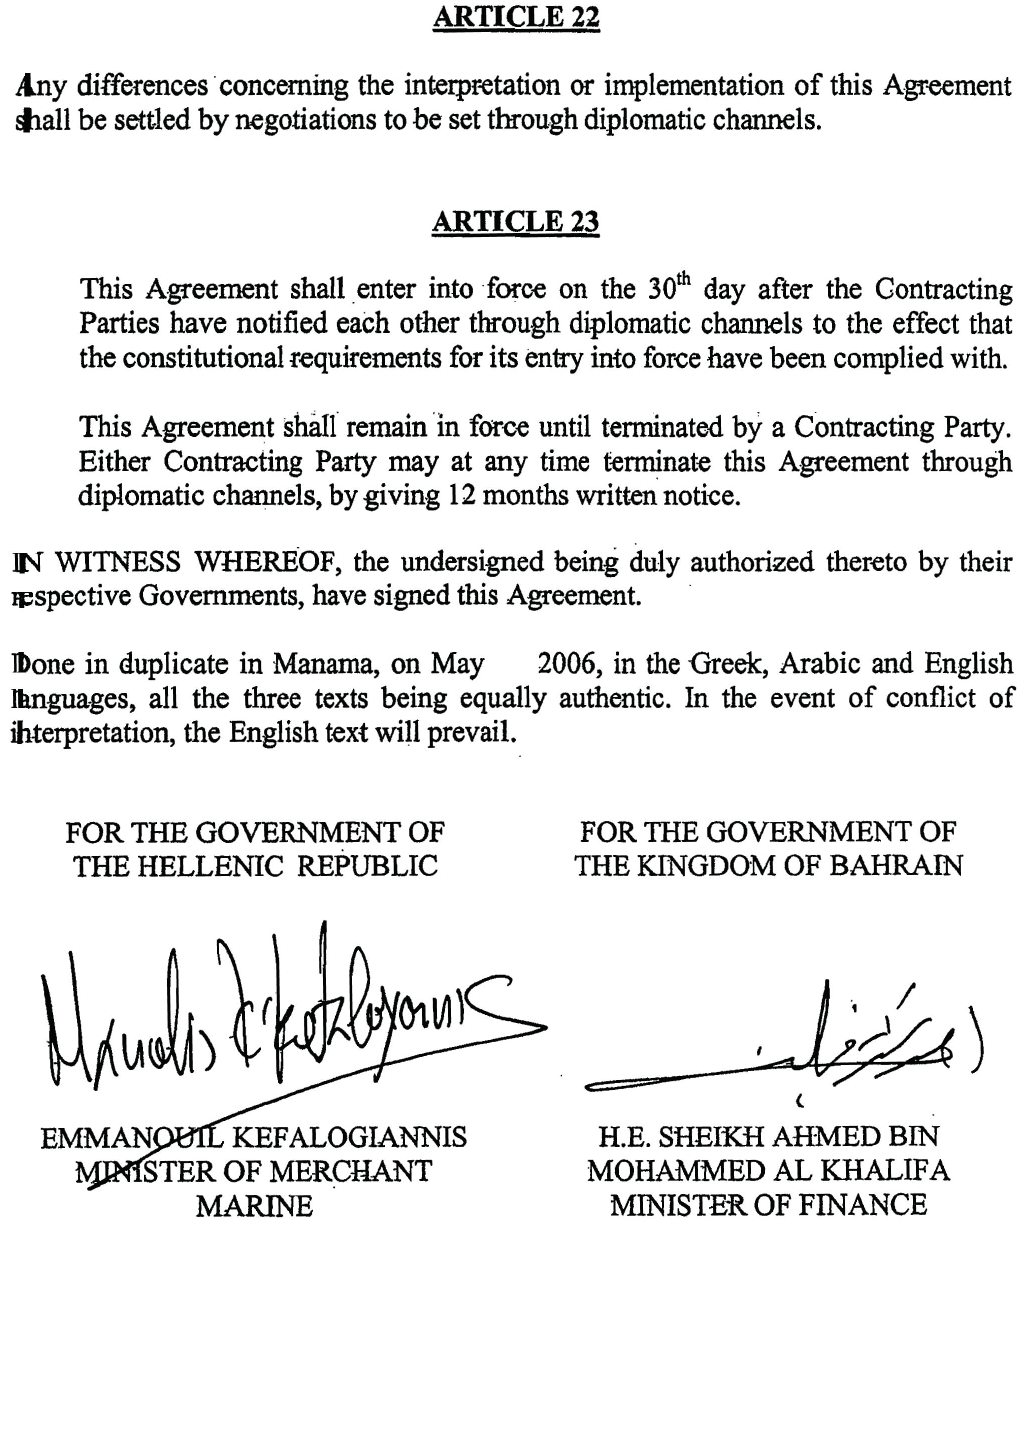 ARTICLE 22
Any differences concerning the interpretation or implementation of this Agreement
shall be settled by negotiations to be set through diplomatic channels.
ARTICLE 23
This Agreement shall enter into force on the 30th day after the Contracting
Parties have notified each other through diplomatic channels to the effect that
the constitutional requirements for its entry into force have been complied with.
This Agreement shall remain in force until terminated by a Contracting Party.
Either Contracting Party may at any time terminate this Agreement through
diplomatic channels, by giving 12 months written notice.
IN WITNESS WHEREOF, the undersigned being duly authorized thereto by their
respective Governments, have signed this Agreement.
Done in duplicate in Manama, on May 2006, in the Greek, Arabic and English
languages, all the three texts being equally authentic. In the event of conflict of
interpretation, the English text will prevail.
FOR THE GOVERNMENT OF
THE HELLENIC REPUBLIC
FOR THE GOVERNMENT OF
THE KINGDOM OF BAHRAIN
EMMANOUIL KEFALOGIANNIS
MINISTER OF MERCHANT
MARINE
H.E. SHEIKH AHMED BIN
MOHAMMED AL KHALIFA
MINISTER OF FINANCE